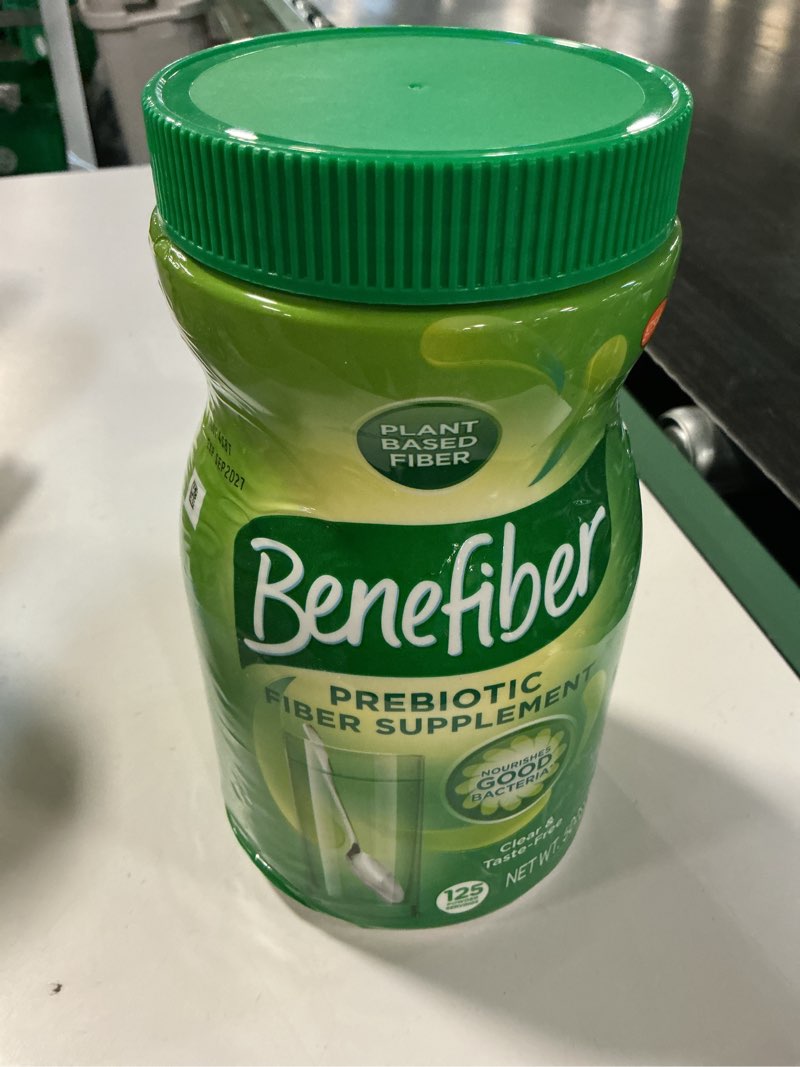 PLANT
BASED
FIBER
Benefiber
PREBIOTIC
FIBER SUPPLEMENT
NOURISHES
GOOD
BACTERIA*
Clear &
Taste-Free
NET WT.
125